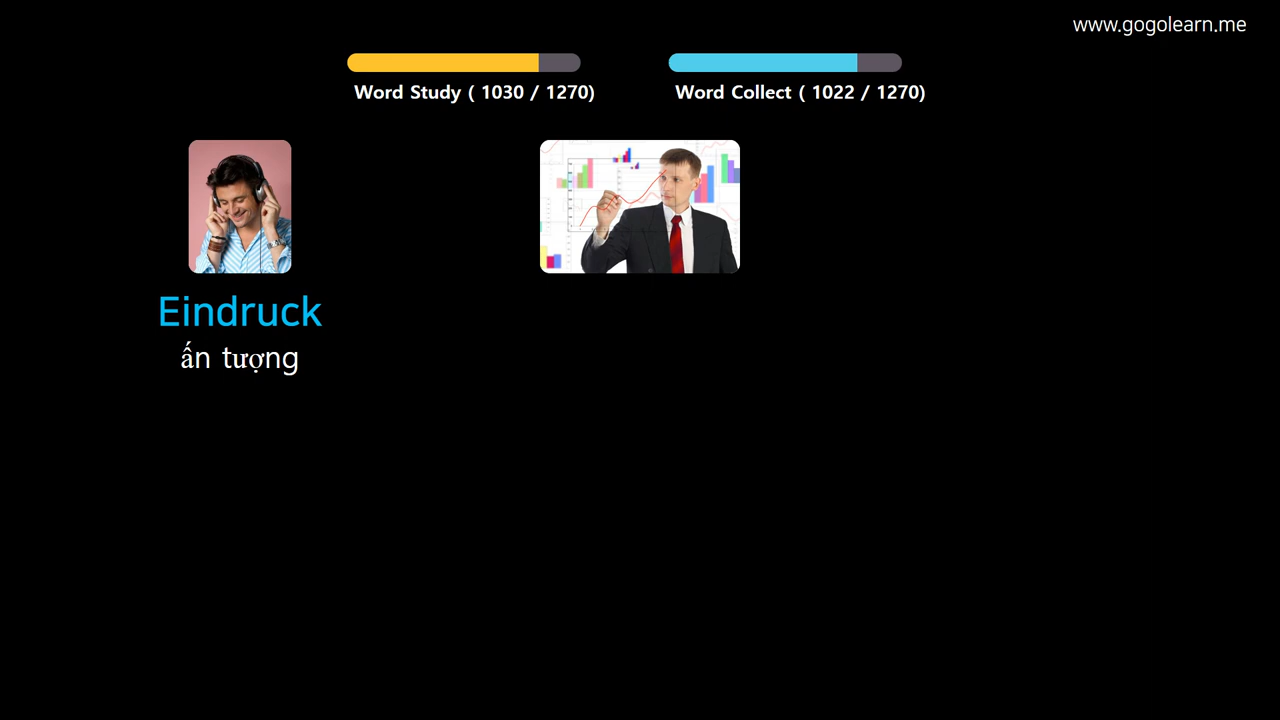 www.gogolearn.me
Word Study ( 1030 / 1270)
Word Collect ( 1022 / 1270)
Eindruck
ấn tượng